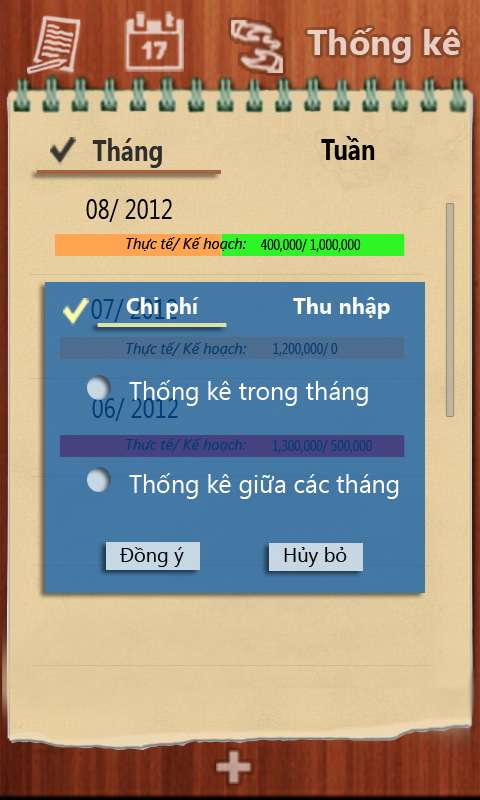 17
Thống kê
Tháng
Tuần
08/ 2012
Thực tế/ Kế hoạch: 400,000/ 1,000,000
07/ 2012
Chi phí
Thu nhập
Thực tế/ Kế hoạch: 1,200,000/ 0
Thống kê trong tháng
06/ 2012
Thực tế/ Kế hoạch: 1,300,000/ 500,000
Thống kê giữa các tháng
Đồng ý
Hủy bỏ